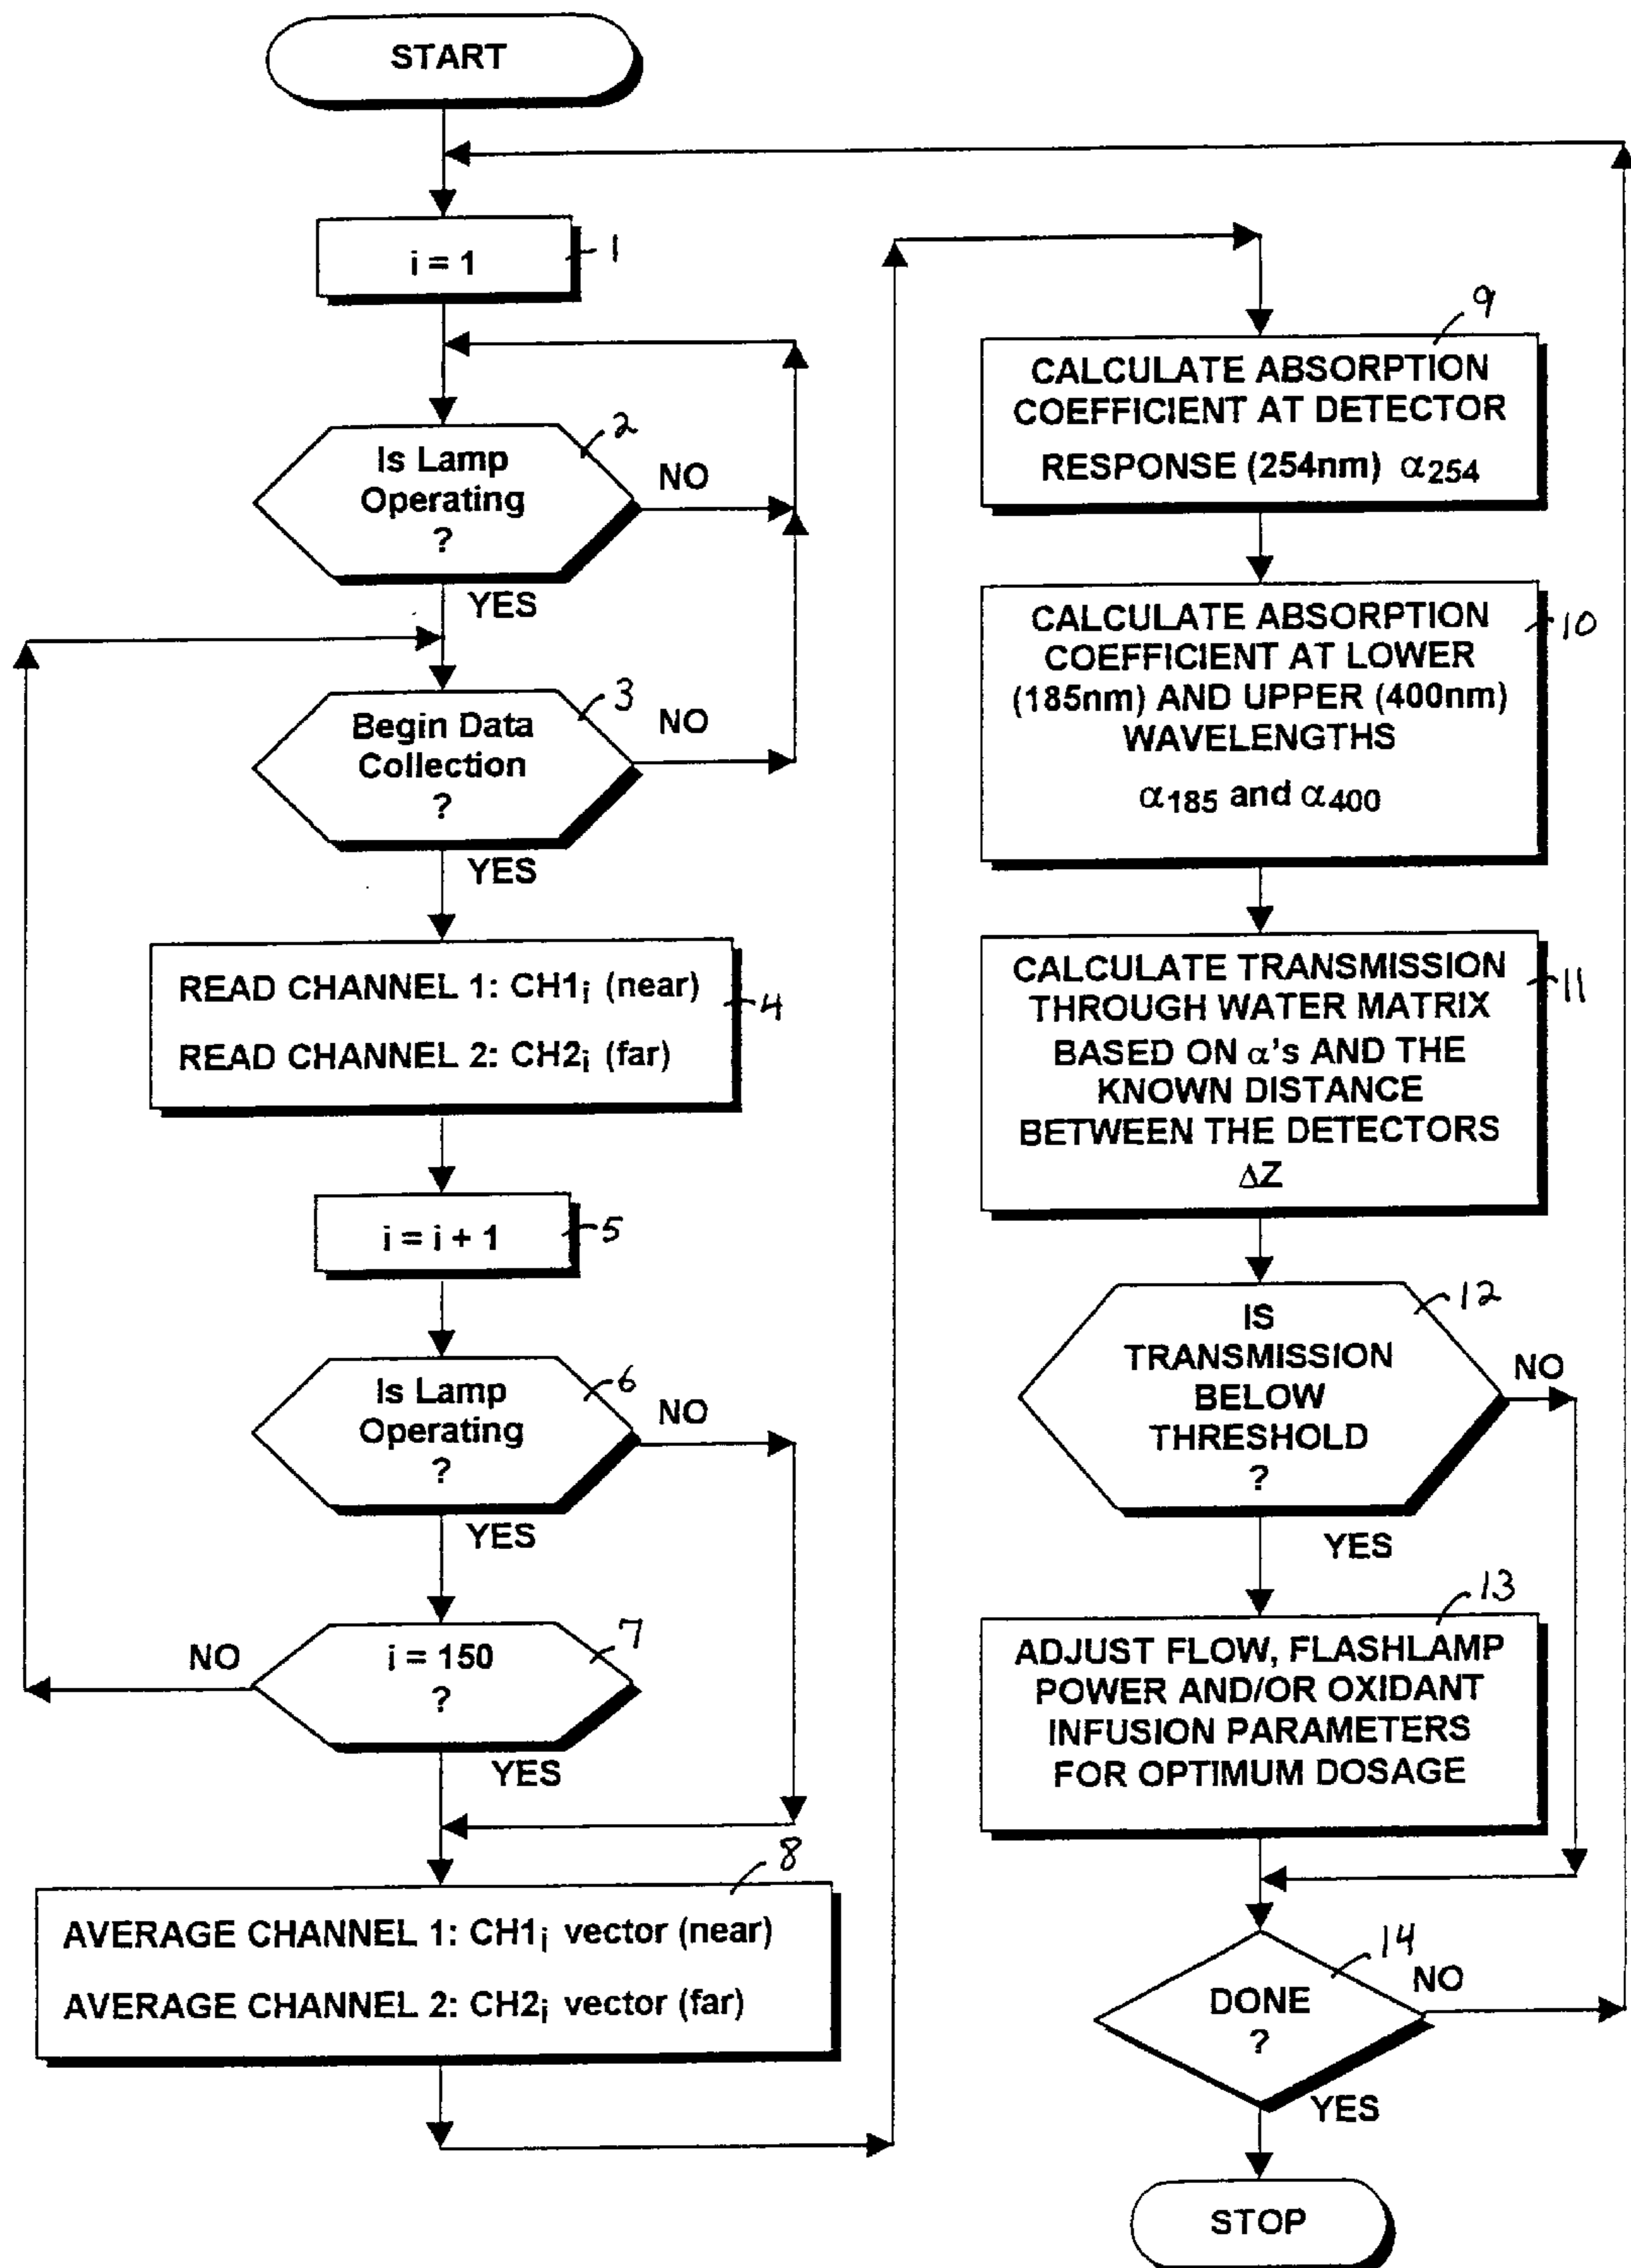 START
i = 1
1
Is Lamp
Operating
?
2
NO
YES
Begin Data
Collection
?
3
NO
YES
READ CHANNEL 1: CH1i (near)
READ CHANNEL 2: CH2i (far)
4
i = i + 1
5
Is Lamp
Operating
?
6
NO
YES
i = 150
?
7
NO
YES
8
AVERAGE CHANNEL 1: CH1i vector (near)
AVERAGE CHANNEL 2: CH2i vector (far)
9
CALCULATE ABSORPTION
COEFFICIENT AT DETECTOR
RESPONSE (254nm) α254
CALCULATE ABSORPTION
COEFFICIENT AT LOWER
(185nm) AND UPPER (400nm)
WAVELENGTHS
α185 and α400
10
CALCULATE TRANSMISSION
THROUGH WATER MATRIX
BASED ON α's AND THE
KNOWN DISTANCE
BETWEEN THE DETECTORS
ΔZ
11
IS
TRANSMISSION
BELOW
THRESHOLD
?
12
NO
YES
13
ADJUST FLOW, FLASHLAMP
POWER AND/OR OXIDANT
INFUSION PARAMETERS
FOR OPTIMUM DOSAGE
DONE
?
14
NO
YES
STOP